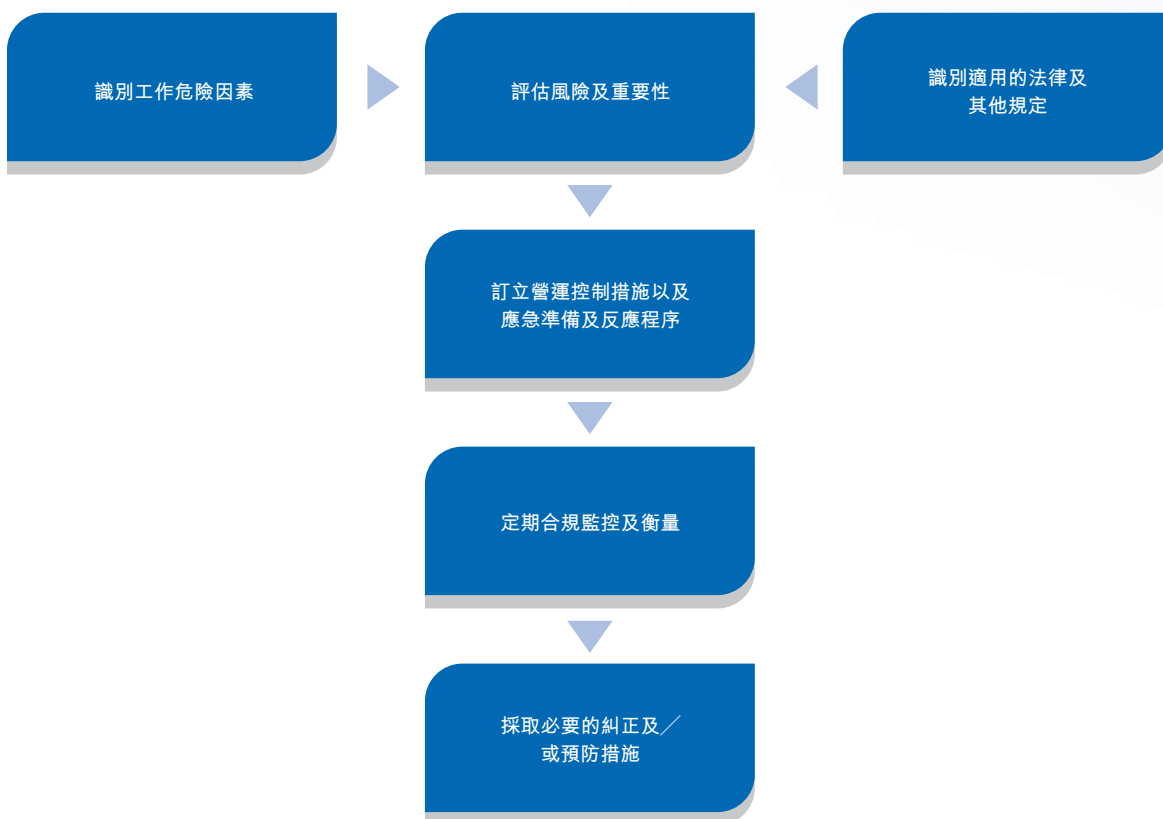 識別工作危險因素
評估風險及重要性
識別適用的法律及
其他規定
訂立營運控制措施以及
應急準備及反應程序
定期合規監控及衡量
採取必要的糾正及╱
或預防措施